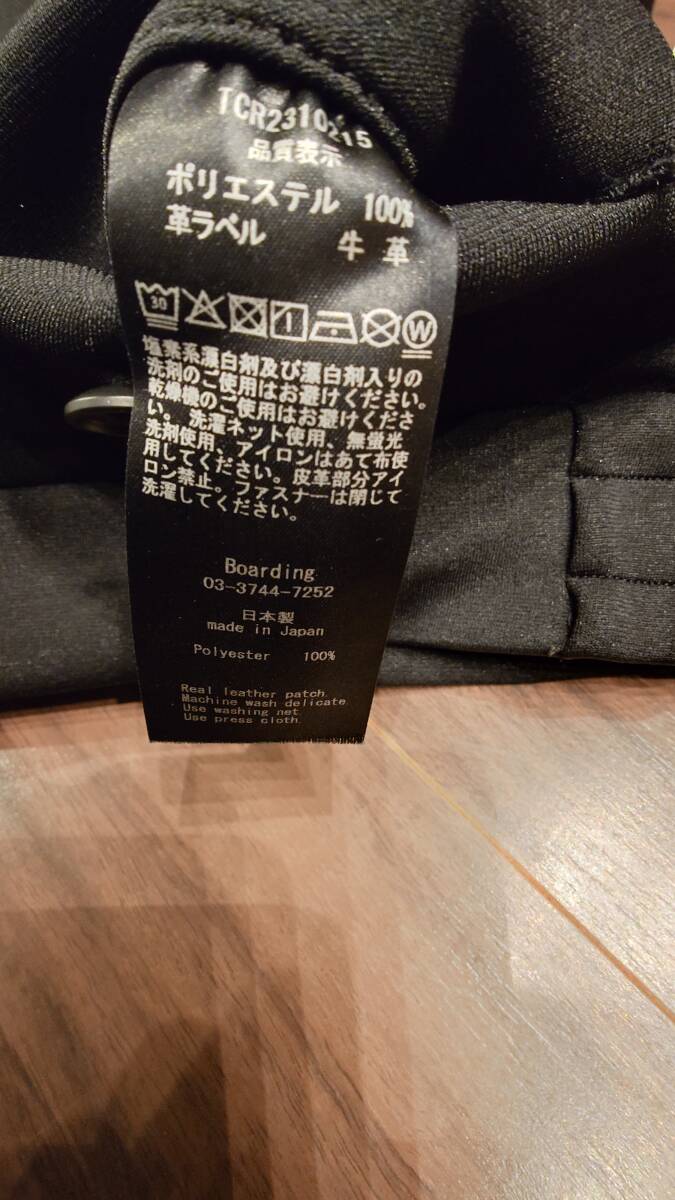 TCR2310215
品質表示
ポリエステル 100%
革ラベル 牛革
30
W
塩素系漂白剤及び漂白剤入りの
洗剤のご使用はお避けください。
乾燥機のご使用はお避けくださ
い。洗濯ネット使用、無蛍光
洗剤使用、アイロンはあて布使
用してください。皮革部分アイ
ロン禁止。ファスナーは閉じて
洗濯してください。
Boarding
03-3744-7252
日本製
made in Japan
Polyester 100%
Real leather patch.
Machine wash delicate.
Use washing net.
Use press cloth.